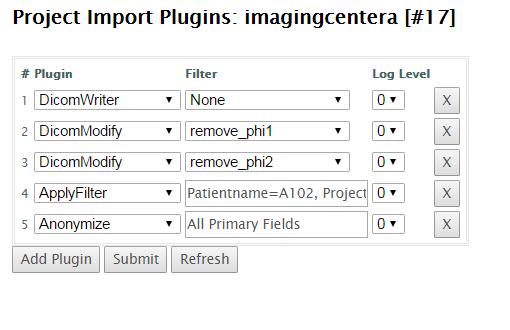 Project Import Plugins: imagingcentera [#17]
# Plugin Filter Log Level
1 DicomWriter None 0 X
2 DicomModify remove_phi1 0 X
3 DicomModify remove_phi2 0 X
4 ApplyFilter Patientname=A102, Project 0 X
5 Anonymize All Primary Fields 0 X
Add Plugin Submit Refresh